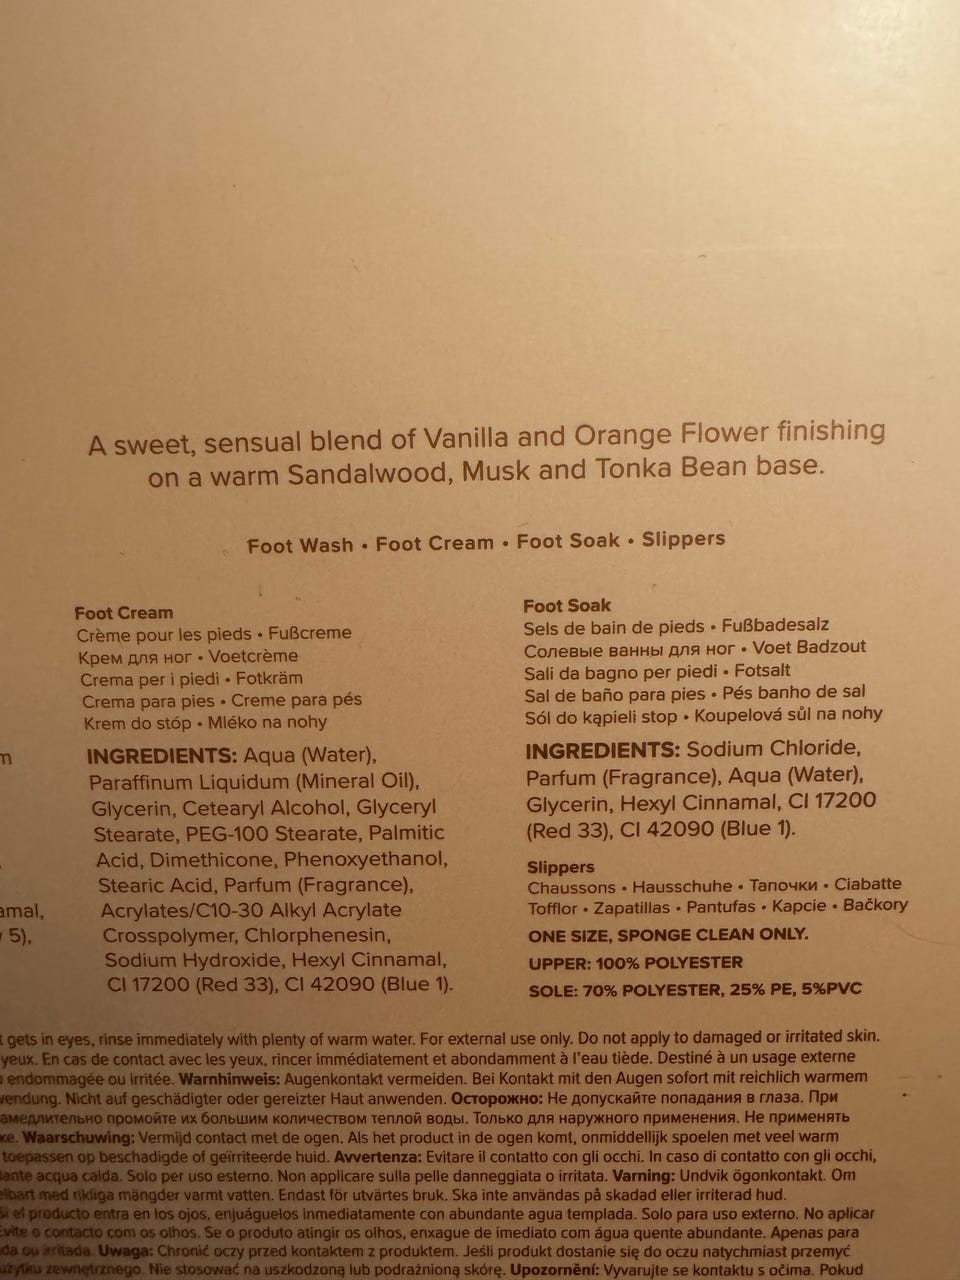 A sweet, sensual blend of Vanilla and Orange Flower finishing
on a warm Sandalwood, Musk and Tonka Bean base.
Foot Wash • Foot Cream • Foot Soak • Slippers
Foot Cream
Crème pour les pieds • Fußcreme
Крем для ног • Voetcrème
Crema per i piedi • Fotkräm
Crema para pies • Creme para pés
Krem do stóp • Mléko na nohy
INGREDIENTS: Aqua (Water),
Paraffinum Liquidum (Mineral Oil),
Glycerin, Cetearyl Alcohol, Glyceryl
Stearate, PEG-100 Stearate, Palmitic
Acid, Dimethicone, Phenoxyethanol,
Stearic Acid, Parfum (Fragrance),
Acrylates/C10-30 Alkyl Acrylate
Crosspolymer, Chlorphenesin,
Sodium Hydroxide, Hexyl Cinnamal,
CI 17200 (Red 33), CI 42090 (Blue 1).
Foot Soak
Sels de bain de pieds • Fußbadesalz
Солевые ванны для ног • Voet Badzout
Sali da bagno per piedi • Fotsalt
Sal de baño para pies • Pés banho de sal
Sól do kąpieli stop • Koupelová sůl na nohy
INGREDIENTS: Sodium Chloride,
Parfum (Fragrance), Aqua (Water),
Glycerin, Hexyl Cinnamal, CI 17200
(Red 33), CI 42090 (Blue 1).
Slippers
Chaussons • Hausschuhe • Тапочки • Ciabatte
Tofflor • Zapatillas • Pantufas • Kapcie • Bačkory
ONE SIZE, SPONGE CLEAN ONLY.
UPPER: 100% POLYESTER
SOLE: 70% POLYESTER, 25% PE, 5%PVC
amal,
5),
gets in eyes, rinse immediately with plenty of warm water. For external use only. Do not apply to damaged or irritated skin.
yeux. En cas de contact avec les yeux, rincer immédiatement et abondamment à l'eau tiède. Destiné à un usage externe
endommagée ou irritée. Warnhinweis: Augenkontakt vermeiden. Bei Kontakt mit den Augen sofort mit reichlich warmem
wendung. Nicht auf geschädigter oder gereizter Haut anwenden. Осторожно: Не допускайте попадания в глаза. При
амедлительно промойте их большим количеством теплой воды. Только для наружного применения. Не применять
Waarschuwing: Vermijd contact met de ogen. Als het product in de ogen komt, onmiddellijk spoelen met veel warm
toepassen op beschadigde of geïrriteerde huid. Avvertenza: Evitare il contatto con gli occhi. In caso di contatto con gli occhi,
acqua calda. Solo per uso esterno. Non applicare sulla pelle danneggiata o irritata. Varning: Undvik ögonkontakt. Om
med rikliga mängder varmt vatten. Endast för utvärtes bruk. Ska inte användas på skadad eller irriterad hud.
si el producto entra en los ojos, enjuáguelos inmediatamente con abundante agua templada. Solo para uso externo. No aplicar
o contacto com os olhos. Se o produto atingir os olhos, enxague de imediato com água quente abundante. Apenas para
ou irritada. Uwaga: Chronić oczy przed kontaktem z produktem. Jeśli produkt dostanie się do oczu natychmiast przemyć
zewnętrznego. Nie stosować na uszkodzoną lub podrażnioną skórę. Upozornění: Vyvarujte se kontaktu s očima. Pokud